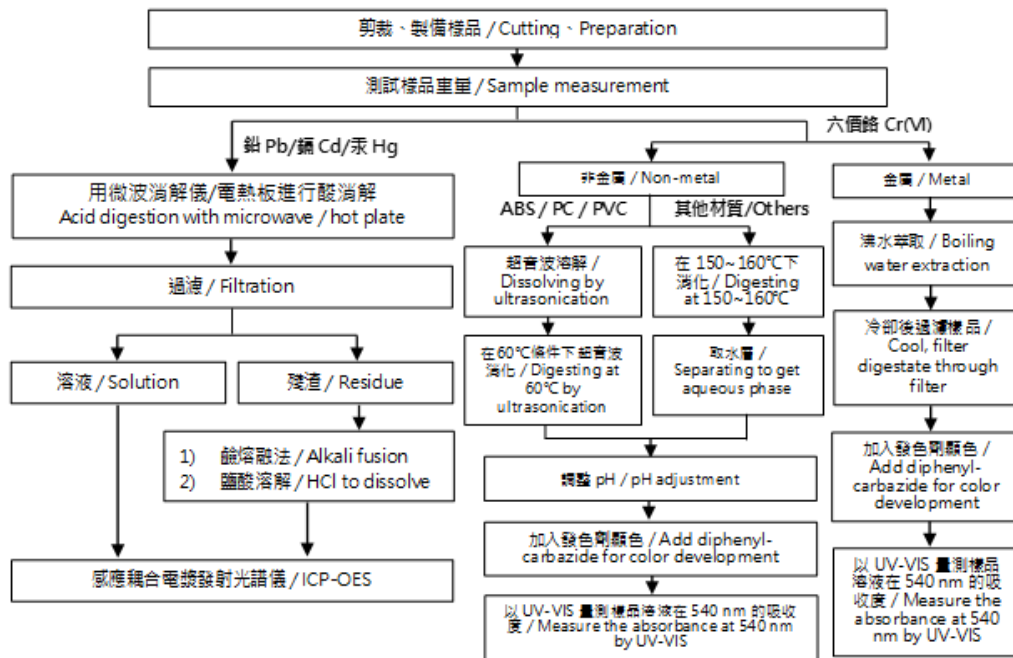 剪裁、製備樣品 / Cutting、Preparation
測試樣品重量 / Sample measurement
鉛 Pb/鎘 Cd/汞 Hg
六價鉻 Cr(VI)
用微波消解儀/電熱板進行酸消解
Acid digestion with microwave / hot plate
過濾 / Filtration
溶液 / Solution
殘渣 / Residue
1) 鹼熔融法 / Alkali fusion
2) 鹽酸溶解 / HCl to dissolve
感應耦合電漿發射光譜儀 / ICP-OES
非金屬 / Non-metal
ABS / PC / PVC
其他材質/Others
超音波溶解 /
Dissolving by
ultrasonication
在60℃條件下超音波
消化 / Digesting at
60℃ by
ultrasonication
在 150~160℃下
消化 / Digesting
at 150~160℃
取水層 /
Separating to get
aqueous phase
調整 pH / pH adjustment
加入發色劑顯色 / Add diphenyl-
carbazide for color development
以 UV-VIS 量測樣品溶液在 540 nm 的吸收
度 / Measure the absorbance at 540 nm
by UV-VIS
金屬 / Metal
沸水萃取 / Boiling
water extraction
冷卻後過濾樣品 /
Cool, filter
digestate through
filter
加入發色劑顯色 /
Add diphenyl-
carbazide for color
development
以 UV-VIS 量測樣品
溶液在 540 nm 的吸
收度 / Measure the
absorbance at 540
nm by UV-VIS